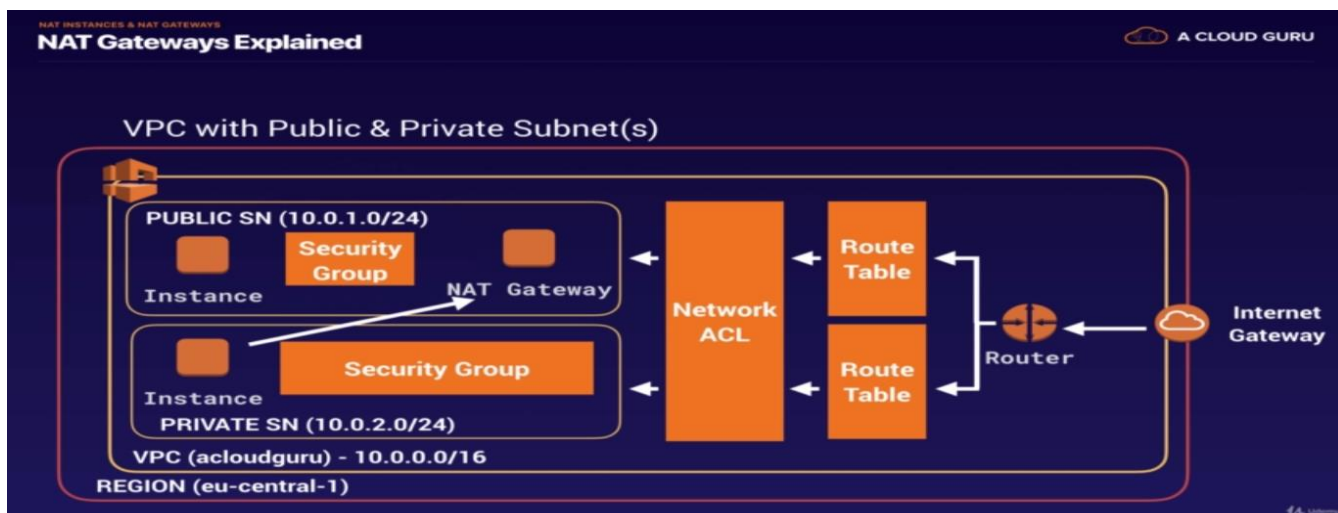 NAT INSTANCES & NAT GATEWAYS
NAT Gateways Explained
A CLOUD GURU
VPC with Public & Private Subnet(s)
PUBLIC SN (10.0.1.0/24)
Instance
Security
Group
NAT Gateway
Instance
Security Group
PRIVATE SN (10.0.2.0/24)
VPC (acloudguru) - 10.0.0.0/16
REGION (eu-central-1)
Network
ACL
Route
Table
Route
Table
Router
Internet
Gateway